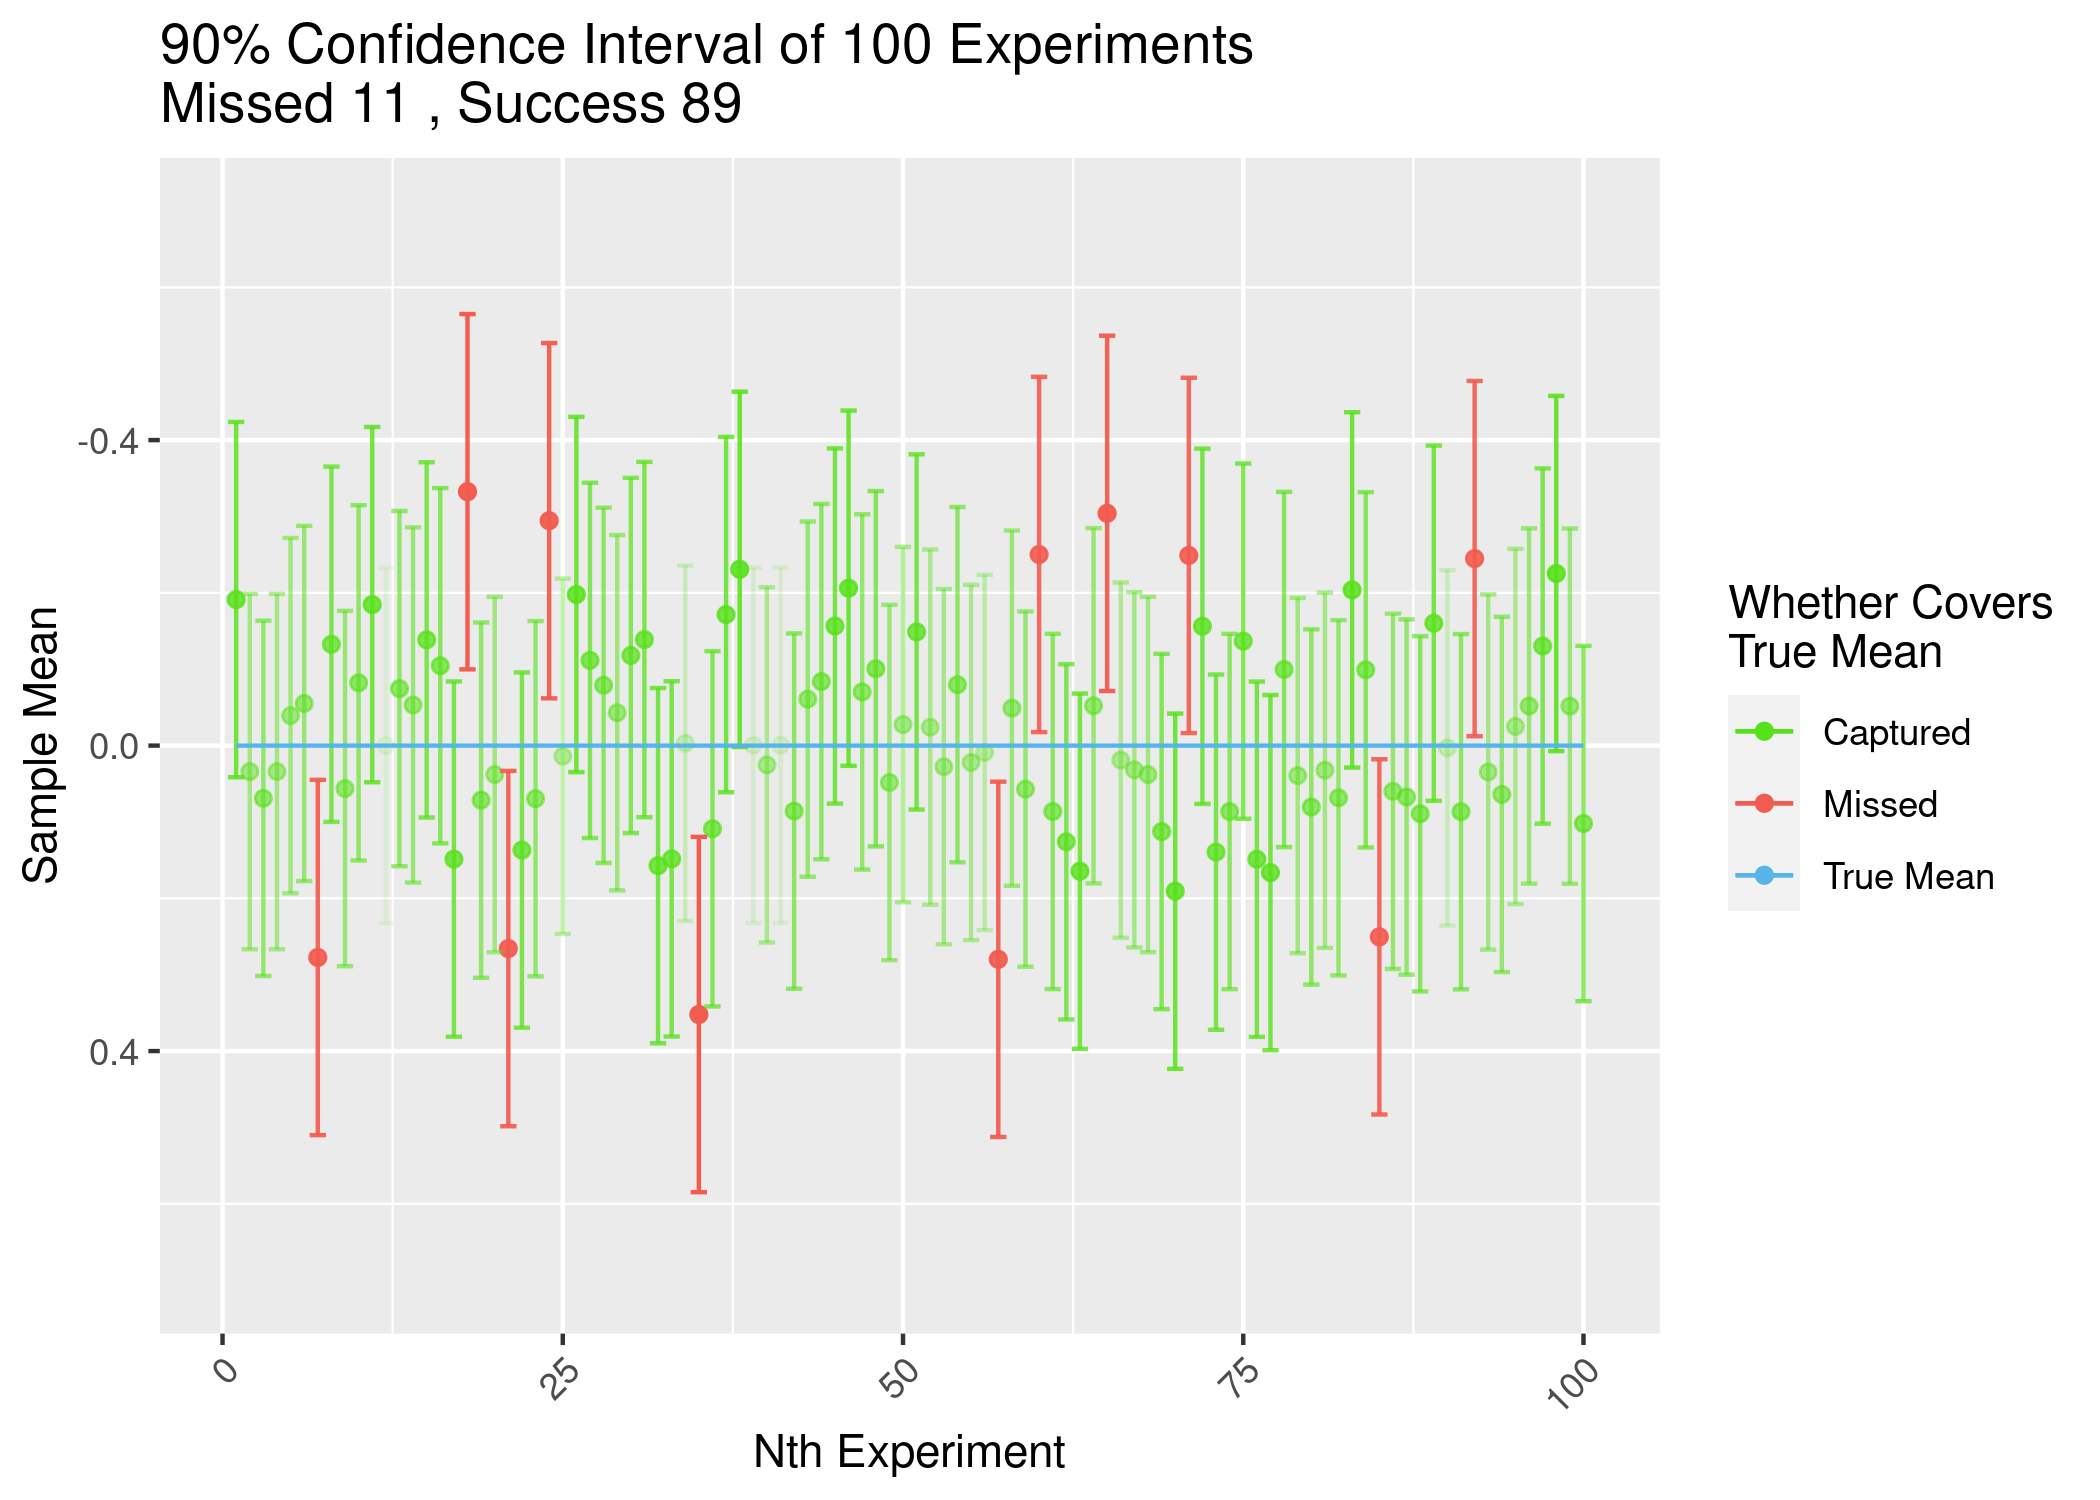 90% Confidence Interval of 100 Experiments
Missed 11 , Success 89
Sample Mean
-0.4
0.0
0.4
0
25
50
75
100
Nth Experiment
Whether Covers
True Mean
Captured
Missed
True Mean